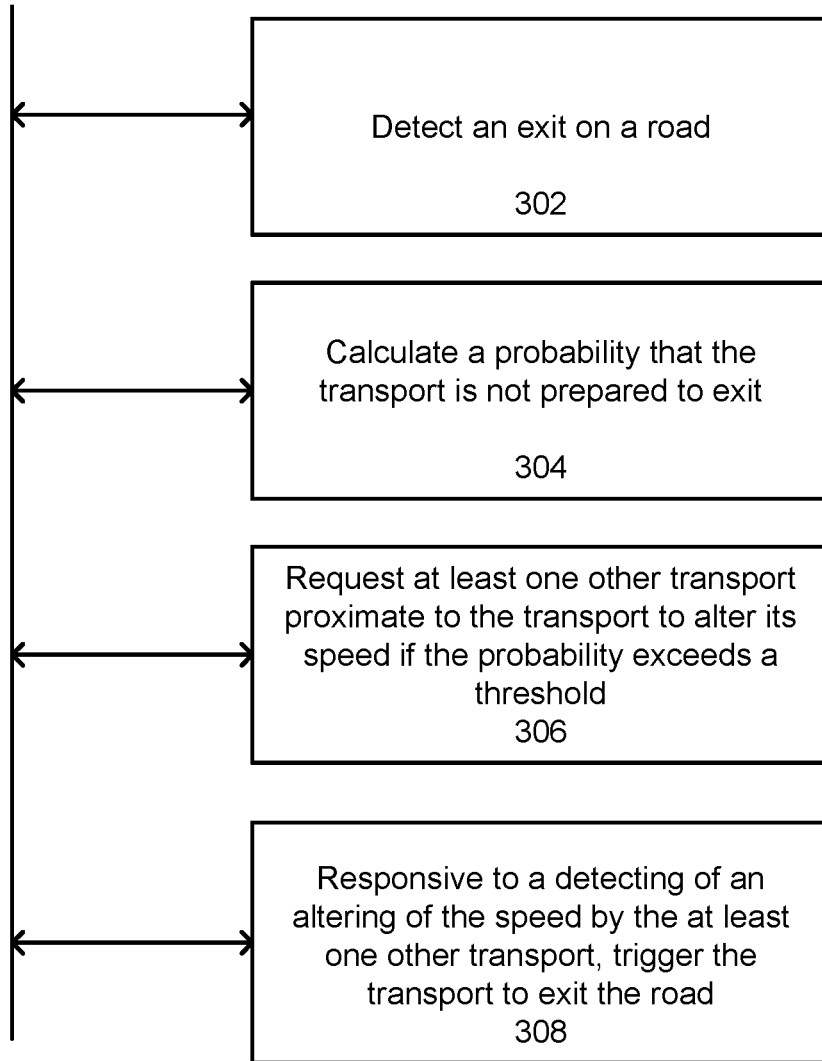 Detect an exit on a road
302
Calculate a probability that the
transport is not prepared to exit
304
Request at least one other transport
proximate to the transport to alter its
speed if the probability exceeds a
threshold
306
Responsive to a detecting of an
altering of the speed by the at least
one other transport, trigger the
transport to exit the road
308